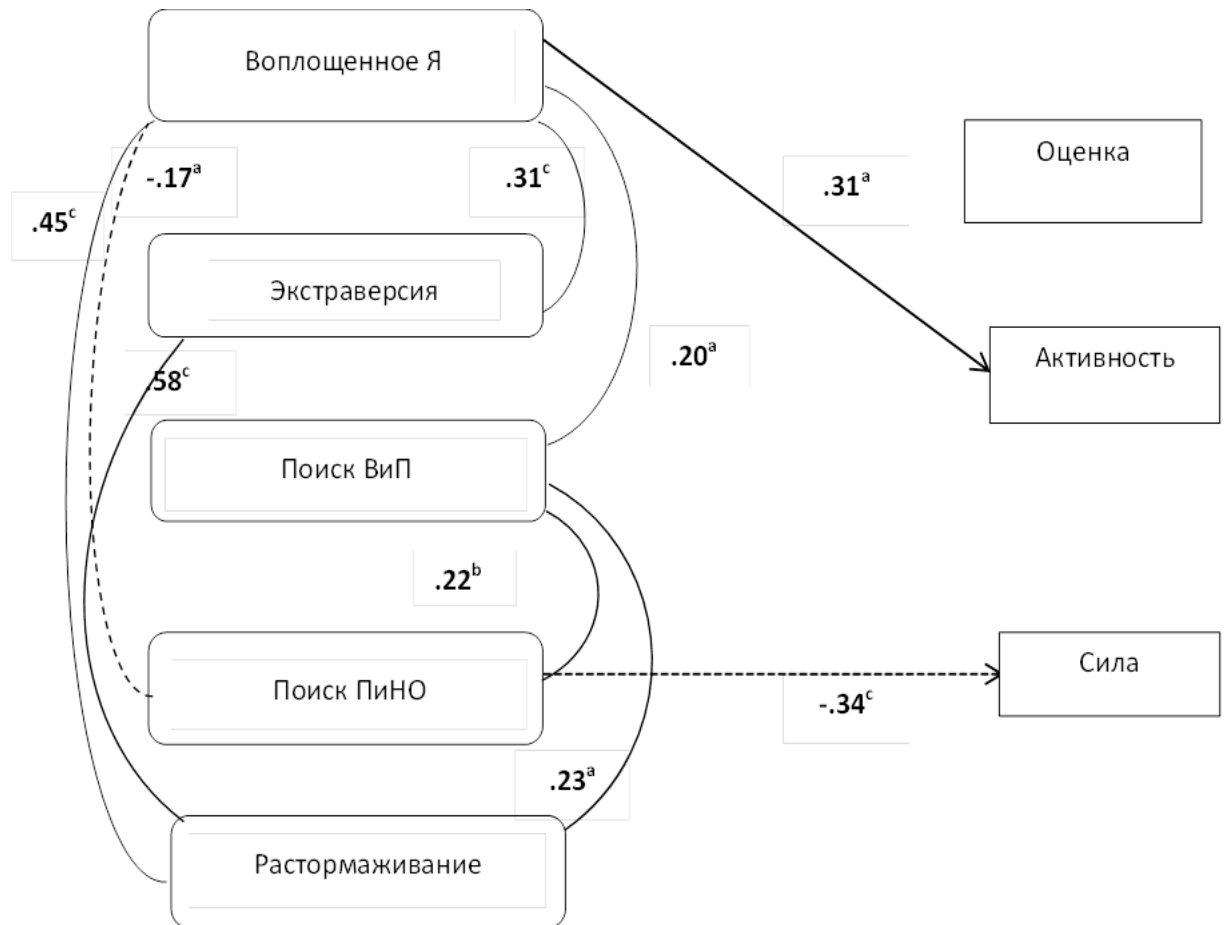 Воплощенное Я
Оценка
-.17ᵃ
.31ᶜ
.31ᵃ
.45ᶜ
Экстраверсия
.20ᵃ
Активность
.58ᶜ
Поиск ВиП
.22ᵇ
Сила
Поиск ПиНО
-.34ᶜ
.23ᵃ
Растормаживание